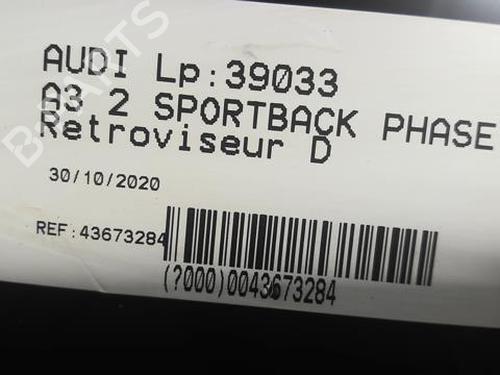 AUDI Lp:39033
A3 2 SPORTBACK PHASE
Retroviseur D
30/10/2020
REF:43673284
(?000)0043673284